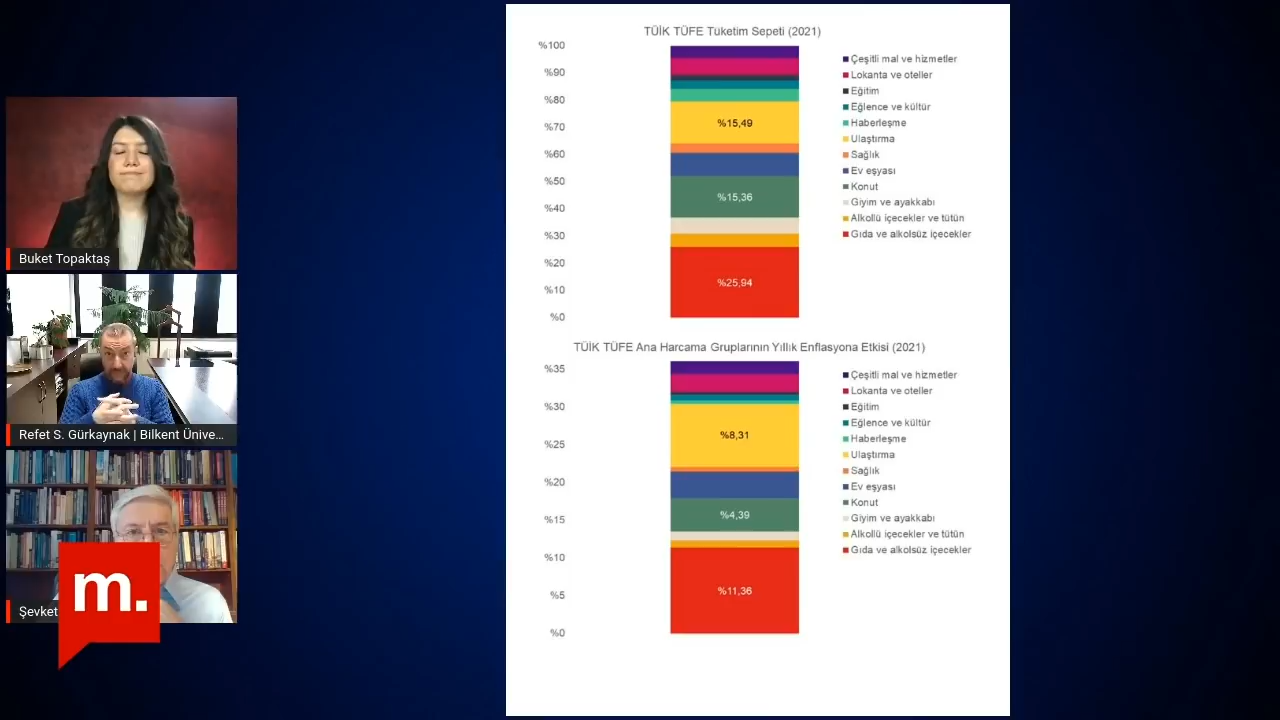 Buket Topaktaş
Refet S. Gürkaynak | Bilkent Ünive...
Şevket
m.
TÜİK TÜFE Tüketim Sepeti (2021)
%100
%90
%80
%70
%60
%50
%40
%30
%20
%10
%0
%15,49
%15,36
%25,94
Çeşitli mal ve hizmetler
Lokanta ve oteller
Eğitim
Eğlence ve kültür
Haberleşme
Ulaştırma
Sağlık
Ev eşyası
Konut
Giyim ve ayakkabı
Alkollü içecekler ve tütün
Gıda ve alkolsüz içecekler
TÜİK TÜFE Ana Harcama Gruplarının Yıllık Enflasyona Etkisi (2021)
%35
%30
%25
%20
%15
%10
%5
%0
%8,31
%4,39
%11,36
Çeşitli mal ve hizmetler
Lokanta ve oteller
Eğitim
Eğlence ve kültür
Haberleşme
Ulaştırma
Sağlık
Ev eşyası
Konut
Giyim ve ayakkabı
Alkollü içecekler ve tütün
Gıda ve alkolsüz içecekler